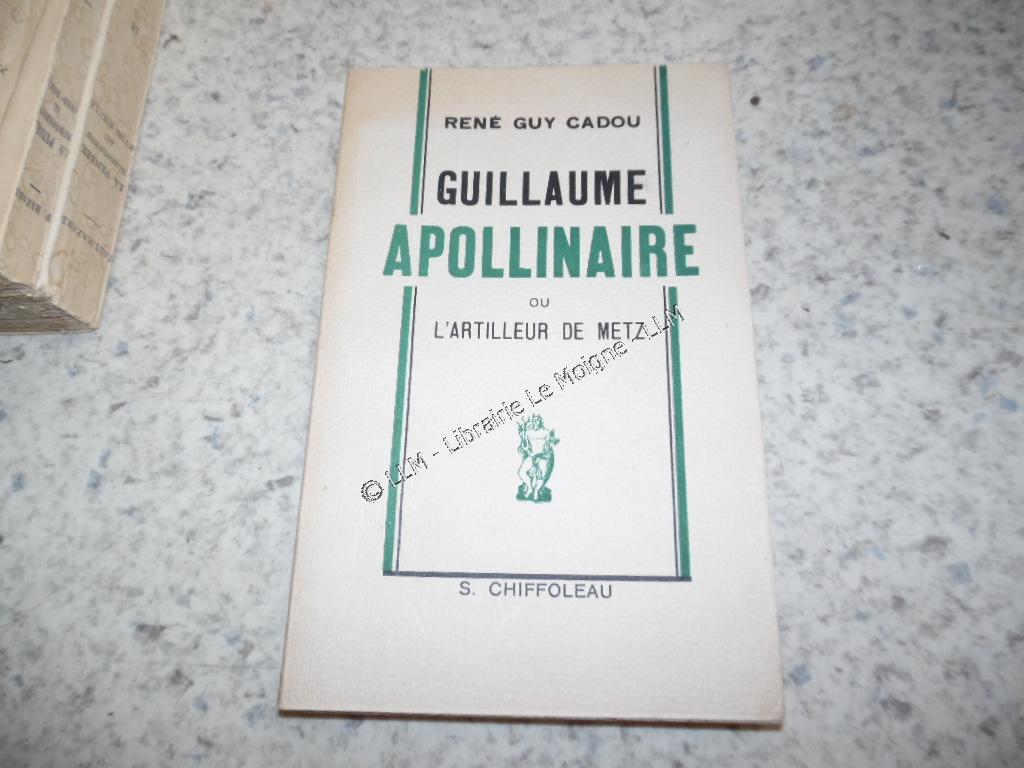 RENÉ GUY CADOU
GUILLAUME
APOLLINAIRE
OU
L'ARTILLEUR DE METZ
© LLM - Librairie Le Moigne - LLM
S. CHIFFOLEAU